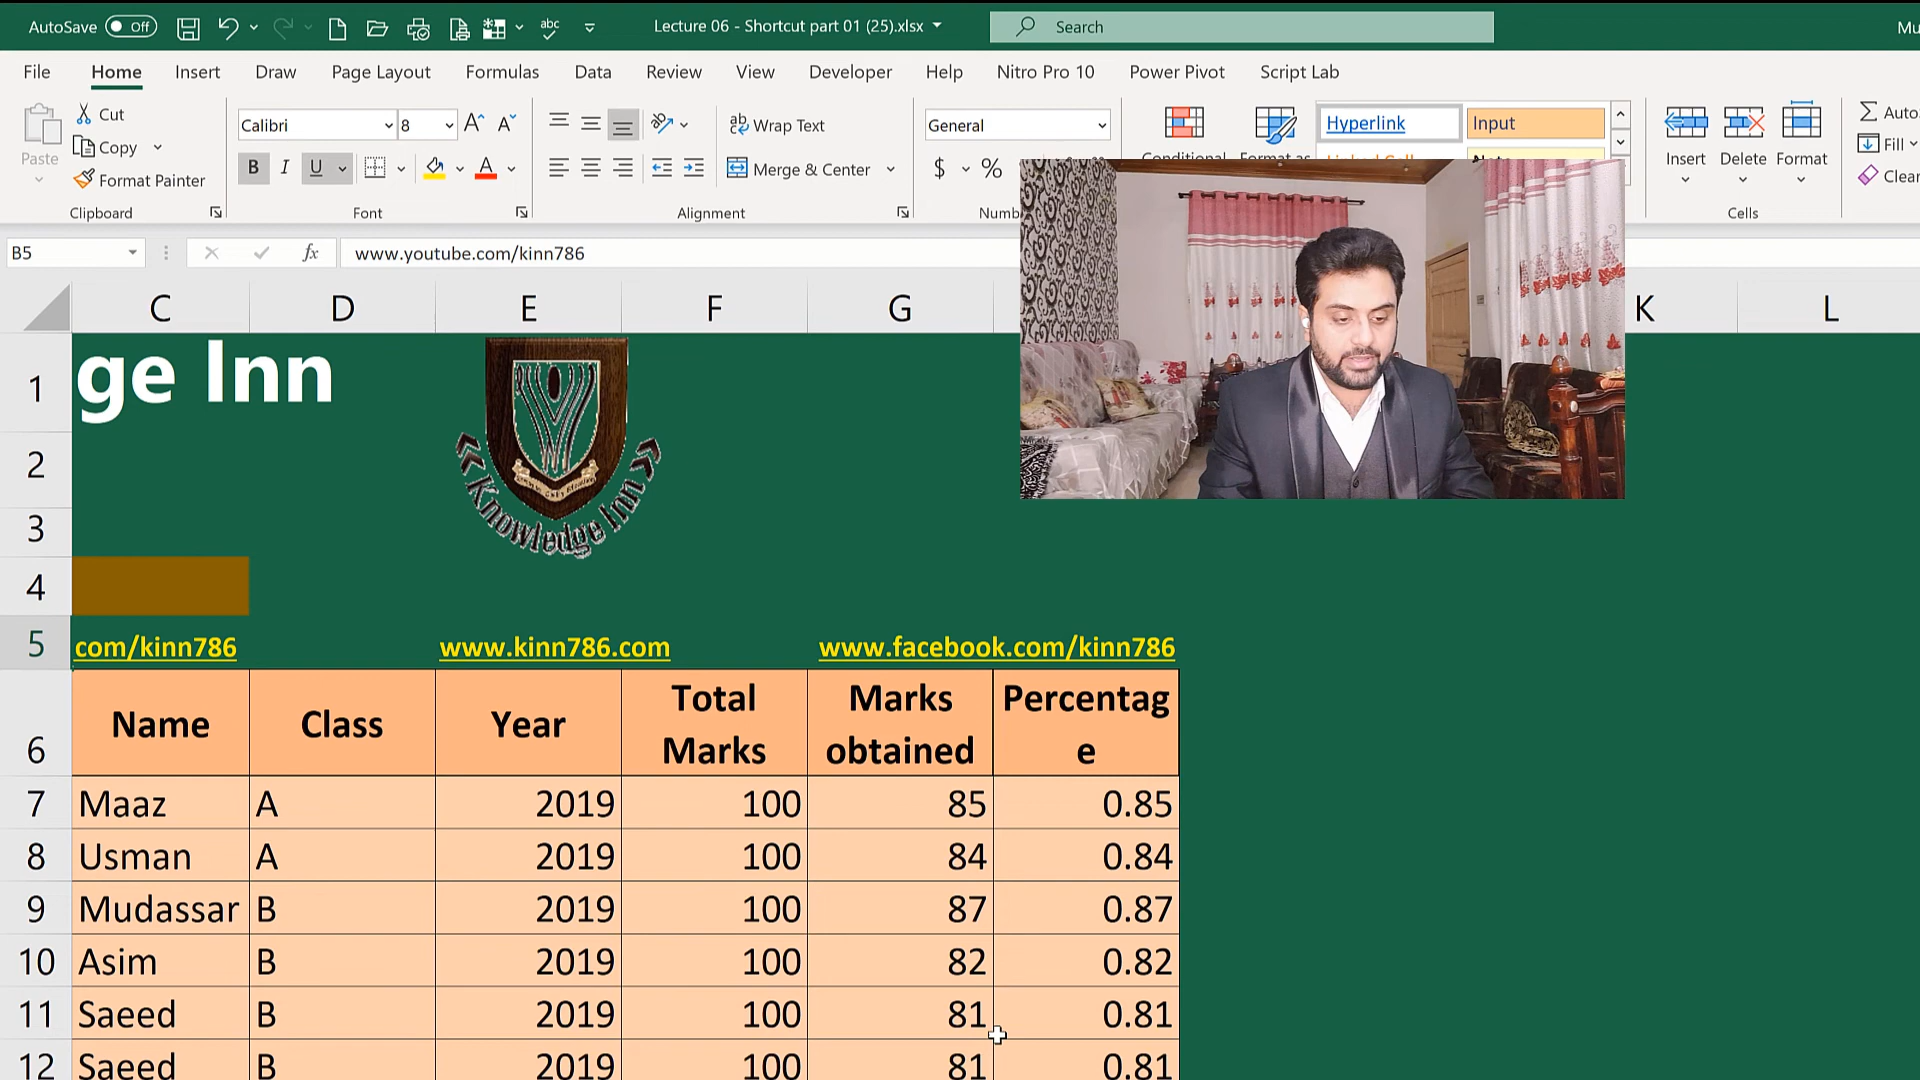 AutoSave Off Lecture 06 - Shortcut part 01 (25).xlsx Search Mu
File Home Insert Draw Page Layout Formulas Data Review View Developer Help Nitro Pro 10 Power Pivot Script Lab
Paste
Cut
Copy
Format Painter
Clipboard
Calibri 8
B I U
Font
Wrap Text
Merge & Center
Alignment
General
$ %
Hyperlink Input
Insert Delete Format
Cells
Fill
B5 fx www.youtube.com/kinn786
C D E F G K L
1 ge Inn
2
3
Knowledge Inn
4
5 com/kinn786 www.kinn786.com www.facebook.com/kinn786
6 Name Class Year Total Marks Marks obtained Percentag
e
7 Maaz A 2019 100 85 0.85
8 Usman A 2019 100 84 0.84
9 Mudassar B 2019 100 87 0.87
10 Asim B 2019 100 82 0.82
11 Saeed B 2019 100 81 0.81
12 Saeed B 2019 100 81 0.81